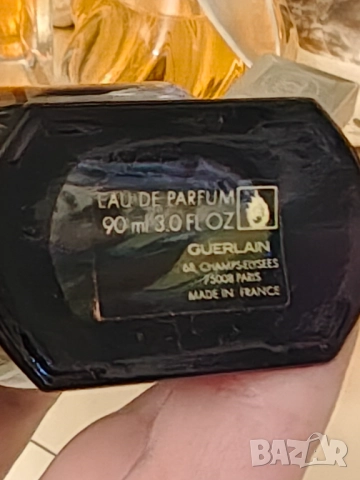 EAU DE PARFUM
90 ml 3.0 FL OZ
GUERLAIN
68, CHAMPS-ELYSEES
75008 PARIS
MADE IN FRANCE
BAZAR